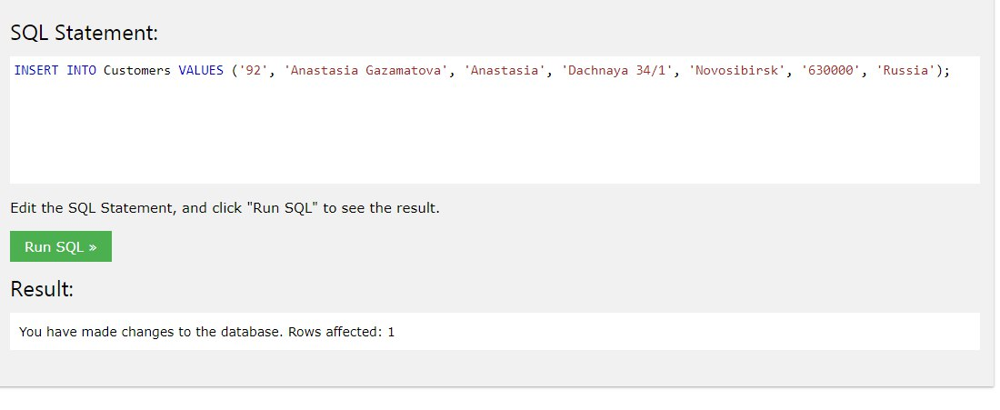 SQL Statement:
INSERT INTO Customers VALUES ('92', 'Anastasia Gazamatova', 'Anastasia', 'Dachnaya 34/1', 'Novosibirsk', '630000', 'Russia');
Edit the SQL Statement, and click "Run SQL" to see the result.
Run SQL »
Result:
You have made changes to the database. Rows affected: 1